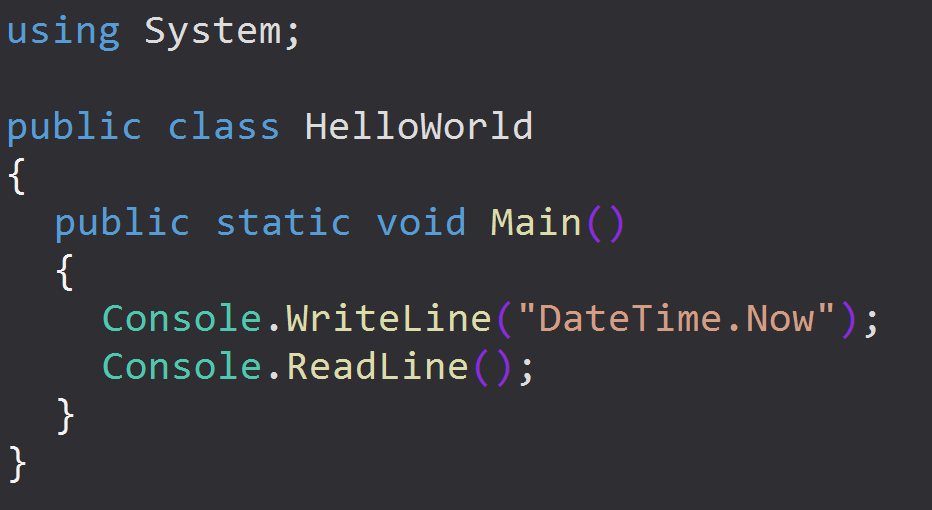 using System;

public class HelloWorld
{
  public static void Main()
  {
    Console.WriteLine("DateTime.Now");
    Console.ReadLine();
  }
}